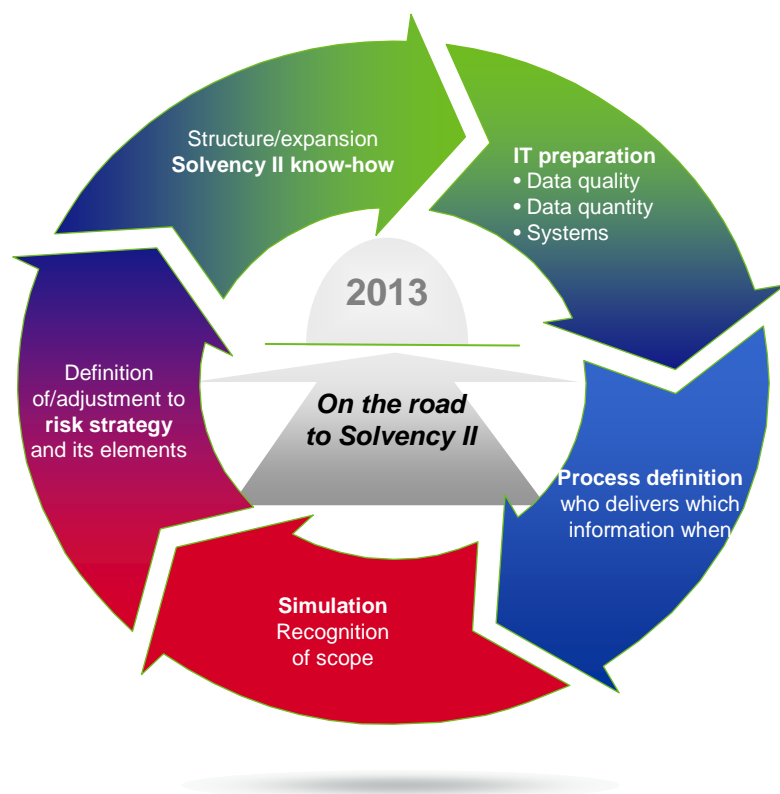 Structure/expansion
Solvency II know-how
IT preparation
• Data quality
• Data quantity
• Systems
2013
On the road
to Solvency II
Definition
of/adjustment to
risk strategy
and its elements
Process definition
who delivers which
information when
Simulation
Recognition
of scope